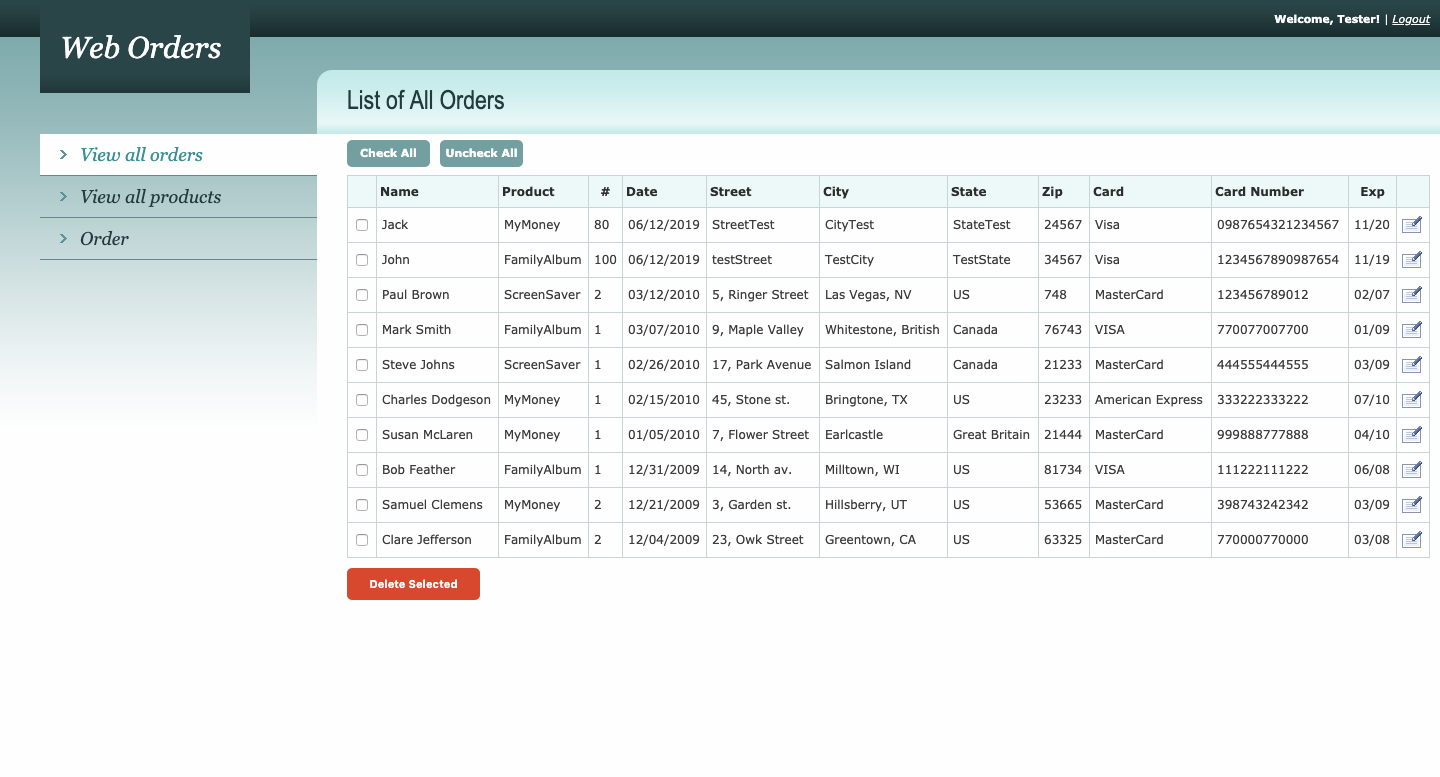 Welcome, Tester! | Logout
Web Orders
List of All Orders
View all orders
View all products
Order
Check All Uncheck All
Name Product # Date Street City State Zip Card Card Number Exp
Jack MyMoney 80 06/12/2019 StreetTest CityTest StateTest 24567 Visa 0987654321234567 11/20
John FamilyAlbum 100 06/12/2019 testStreet TestCity TestState 34567 Visa 1234567890987654 11/19
Paul Brown ScreenSaver 2 03/12/2010 5, Ringer Street Las Vegas, NV US 748 MasterCard 123456789012 02/07
Mark Smith FamilyAlbum 1 03/07/2010 9, Maple Valley Whitestone, British Canada 76743 VISA 770077007700 01/09
Steve Johns ScreenSaver 1 02/26/2010 17, Park Avenue Salmon Island Canada 21233 MasterCard 444555444555 03/09
Charles Dodgeson MyMoney 1 02/15/2010 45, Stone st. Bringtone, TX US 23233 American Express 333222333222 07/10
Susan McLaren MyMoney 1 01/05/2010 7, Flower Street Earlcastle Great Britain 21444 MasterCard 999888777888 04/10
Bob Feather FamilyAlbum 1 12/31/2009 14, North av. Milltown, WI US 81734 VISA 111222111222 06/08
Samuel Clemens MyMoney 2 12/21/2009 3, Garden st. Hillsberry, UT US 53665 MasterCard 398743242342 03/09
Clare Jefferson FamilyAlbum 2 12/04/2009 23, Owk Street Greentown, CA US 63325 MasterCard 770000770000 03/08
Delete Selected